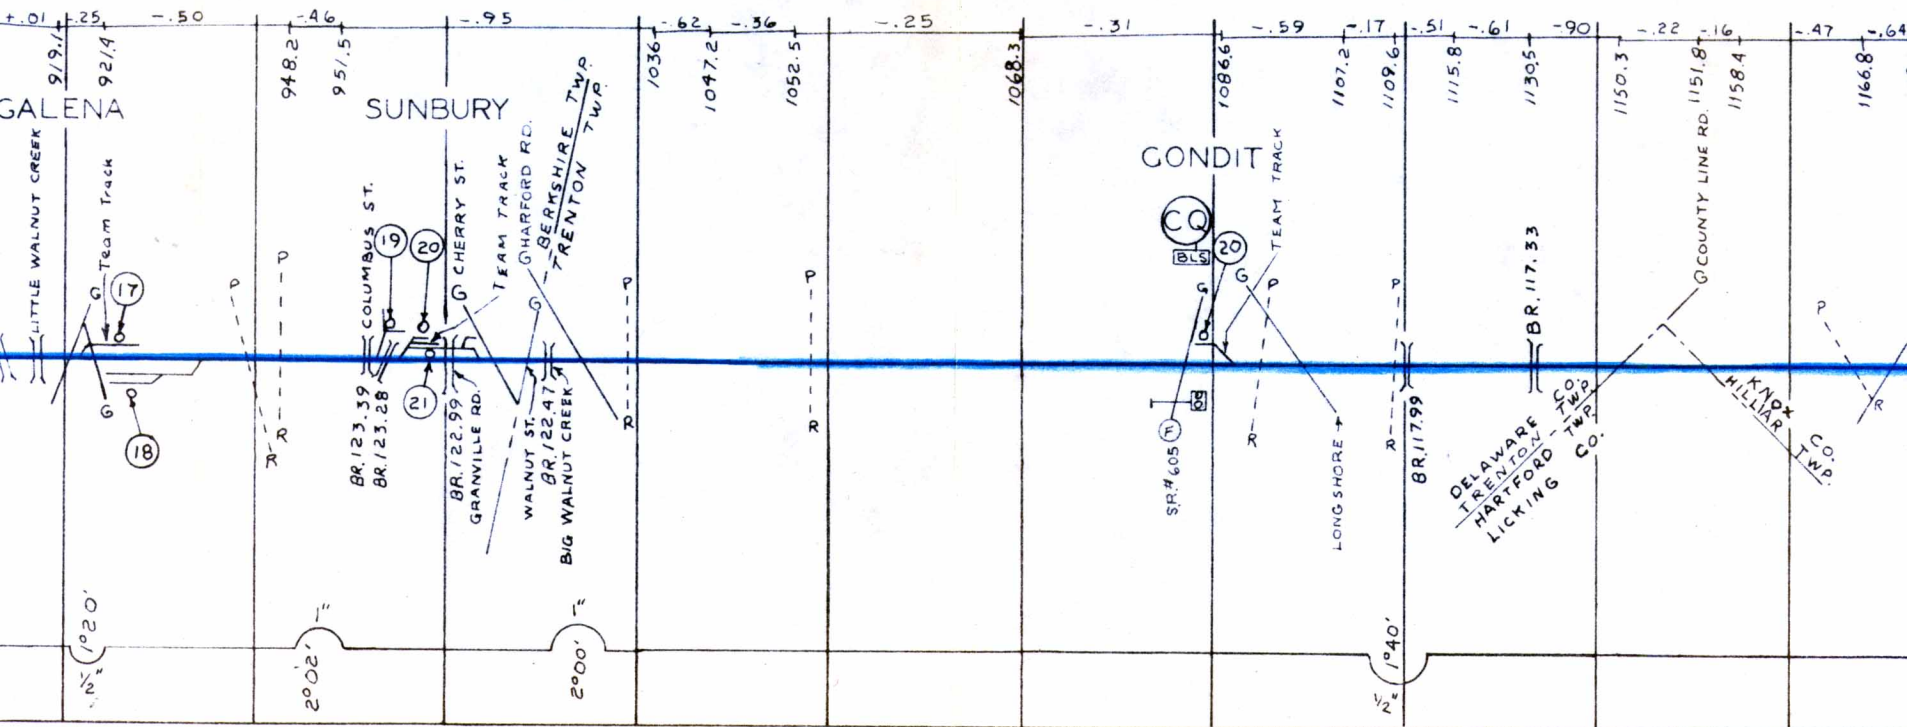 +.01 .25 -.50 -.46 -.95 -.62 -.36 -.25 -.31 -.59 -.17 -.51 -.61 -.90 -.22 -.16 -.47 -.64
919.1
921.4
948.2
951.5
1036
1047.2
1052.5
1068.3
1086.6
1107.2
1109.6
1115.8
1130.5
1150.3
1151.8
1158.4
1166.8
GALENA
SUNBURY
CONDIT
LITTLE WALNUT CREEK
Team Track
G
17
G
18
P
R
P
R
COLUMBUS ST.
19
20
21
G CHERRY ST.
TEAM TRACK
G HARFORD RD.
BERKSHIRE TWP.
TRENTON TWP.
G
BR.123.39
BR.123.28
BR.122.99
GRANVILLE RD.
WALNUT ST.
BR.122.47
BIG WALNUT CREEK
P
R
P
R
CQ
BLS
20
TEAM TRACK
G
G
P
R
F
S.R.#605
LONGSHORE
P
R
BR.117.99
BR.117.33
G COUNTY LINE RD.
DELAWARE CO.
TRENTON - TWP.
HARTFORD TWP.
LICKING CO.
KNOX CO.
HILLIAR TWP.
P
R
1°20'
½"
1"
2°02'
1"
2°00'
1°40'
½"